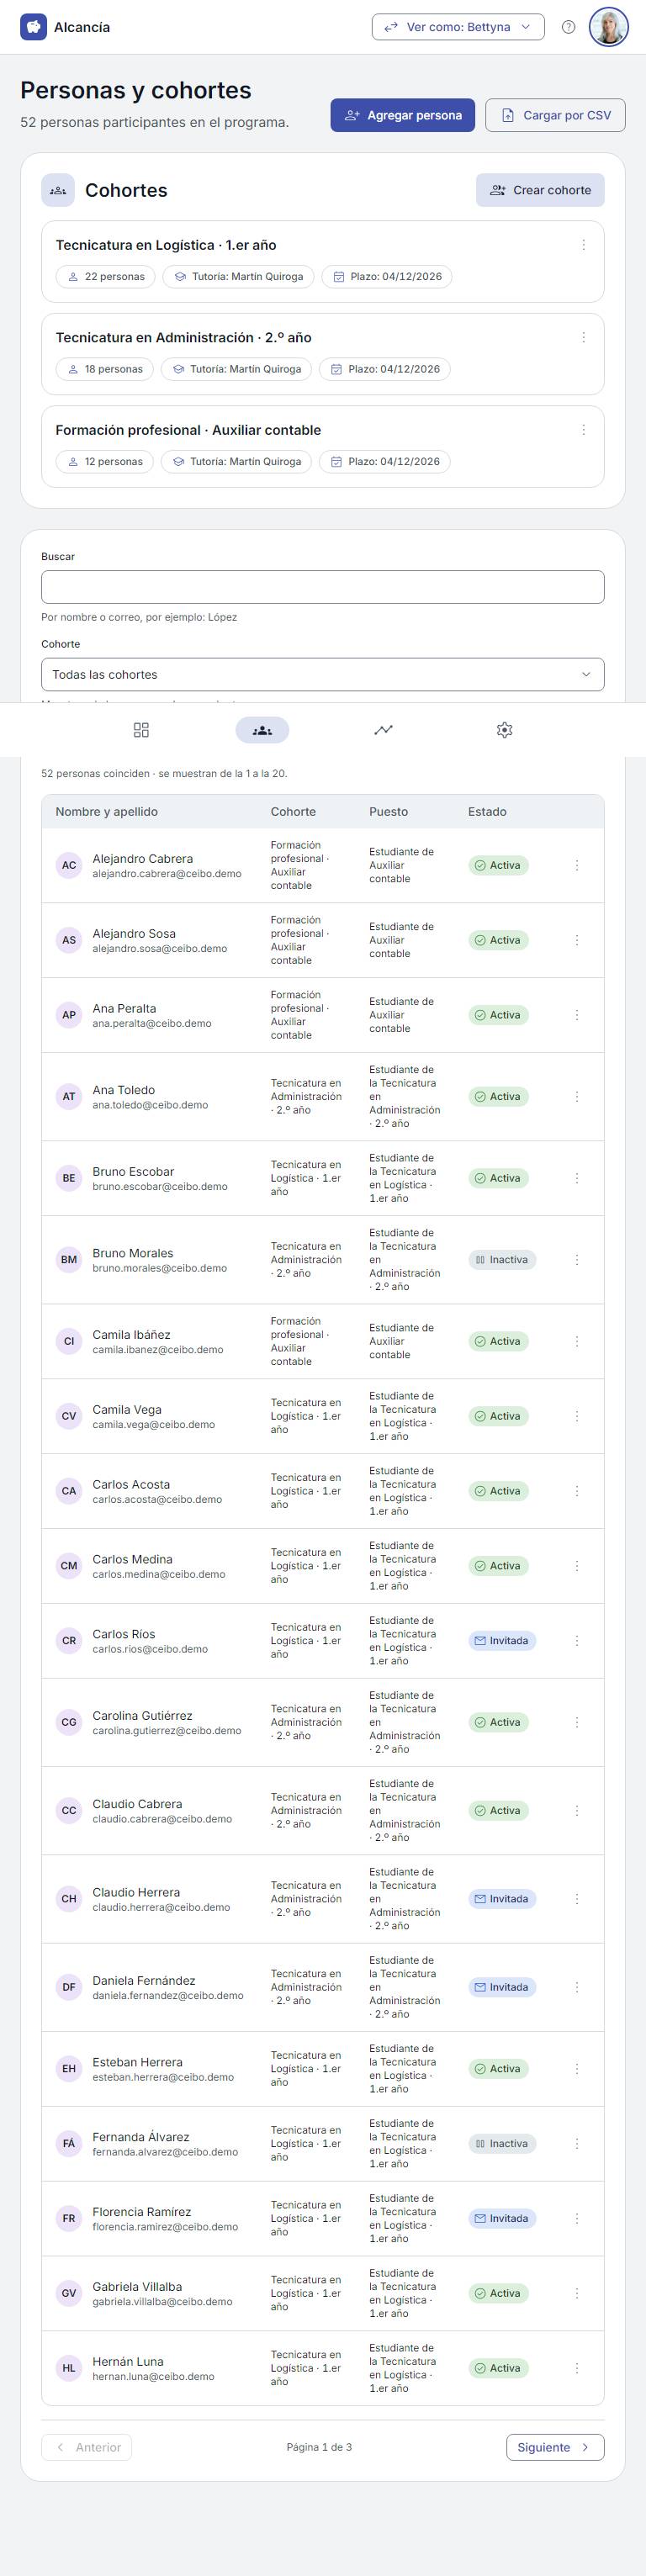 Alcancía
Ver como: Bettyna
Personas y cohortes
52 personas participantes en el programa.
Agregar persona
Cargar por CSV
Cohortes
Crear cohorte
Tecnicatura en Logística · 1.er año
22 personas
Tutoría: Martín Quiroga
Plazo: 04/12/2026
Tecnicatura en Administración · 2.º año
18 personas
Tutoría: Martín Quiroga
Plazo: 04/12/2026
Formación profesional · Auxiliar contable
12 personas
Tutoría: Martín Quiroga
Plazo: 04/12/2026
Buscar
Por nombre o correo, por ejemplo: López
Cohorte
Todas las cohortes
52 personas coinciden · se muestran de la 1 a la 20.
Nombre y apellido
Cohorte
Puesto
Estado
AC
Alejandro Cabrera
alejandro.cabrera@ceibo.demo
Formación
profesional ·
Auxiliar
contable
Estudiante de
Auxiliar
contable
Activa
AS
Alejandro Sosa
alejandro.sosa@ceibo.demo
Formación
profesional ·
Auxiliar
contable
Estudiante de
Auxiliar
contable
Activa
AP
Ana Peralta
ana.peralta@ceibo.demo
Formación
profesional ·
Auxiliar
contable
Estudiante de
Auxiliar
contable
Activa
AT
Ana Toledo
ana.toledo@ceibo.demo
Tecnicatura en
Administración
· 2.º año
Estudiante de
la Tecnicatura
en
Administración
· 2.º año
Activa
BE
Bruno Escobar
bruno.escobar@ceibo.demo
Tecnicatura en
Logística · 1.er
año
Estudiante de
la Tecnicatura
en Logística ·
1.er año
Activa
BM
Bruno Morales
bruno.morales@ceibo.demo
Tecnicatura en
Administración
· 2.º año
Estudiante de
la Tecnicatura
en
Administración
· 2.º año
Inactiva
CI
Camila Ibáñez
camila.ibanez@ceibo.demo
Formación
profesional ·
Auxiliar
contable
Estudiante de
Auxiliar
contable
Activa
CV
Camila Vega
camila.vega@ceibo.demo
Tecnicatura en
Logística · 1.er
año
Estudiante de
la Tecnicatura
en Logística ·
1.er año
Activa
CA
Carlos Acosta
carlos.acosta@ceibo.demo
Tecnicatura en
Logística · 1.er
año
Estudiante de
la Tecnicatura
en Logística ·
1.er año
Activa
CM
Carlos Medina
carlos.medina@ceibo.demo
Tecnicatura en
Logística · 1.er
año
Estudiante de
la Tecnicatura
en Logística ·
1.er año
Activa
CR
Carlos Ríos
carlos.rios@ceibo.demo
Tecnicatura en
Logística · 1.er
año
Estudiante de
la Tecnicatura
en Logística ·
1.er año
Invitada
CG
Carolina Gutiérrez
carolina.gutierrez@ceibo.demo
Tecnicatura en
Administración
· 2.º año
Estudiante de
la Tecnicatura
en
Administración
· 2.º año
Activa
CC
Claudio Cabrera
claudio.cabrera@ceibo.demo
Tecnicatura en
Administración
· 2.º año
Estudiante de
la Tecnicatura
en
Administración
· 2.º año
Activa
CH
Claudio Herrera
claudio.herrera@ceibo.demo
Tecnicatura en
Administración
· 2.º año
Estudiante de
la Tecnicatura
en
Administración
· 2.º año
Invitada
DF
Daniela Fernández
daniela.fernandez@ceibo.demo
Tecnicatura en
Administración
· 2.º año
Estudiante de
la Tecnicatura
en
Administración
· 2.º año
Invitada
EH
Esteban Herrera
esteban.herrera@ceibo.demo
Tecnicatura en
Logística · 1.er
año
Estudiante de
la Tecnicatura
en Logística ·
1.er año
Activa
FÁ
Fernanda Álvarez
fernanda.alvarez@ceibo.demo
Tecnicatura en
Logística · 1.er
año
Estudiante de
la Tecnicatura
en Logística ·
1.er año
Inactiva
FR
Florencia Ramírez
florencia.ramirez@ceibo.demo
Tecnicatura en
Logística · 1.er
año
Estudiante de
la Tecnicatura
en Logística ·
1.er año
Invitada
GV
Gabriela Villalba
gabriela.villalba@ceibo.demo
Tecnicatura en
Logística · 1.er
año
Estudiante de
la Tecnicatura
en Logística ·
1.er año
Activa
HL
Hernán Luna
hernan.luna@ceibo.demo
Tecnicatura en
Logística · 1.er
año
Estudiante de
la Tecnicatura
en Logística ·
1.er año
Activa
Anterior
Página 1 de 3
Siguiente